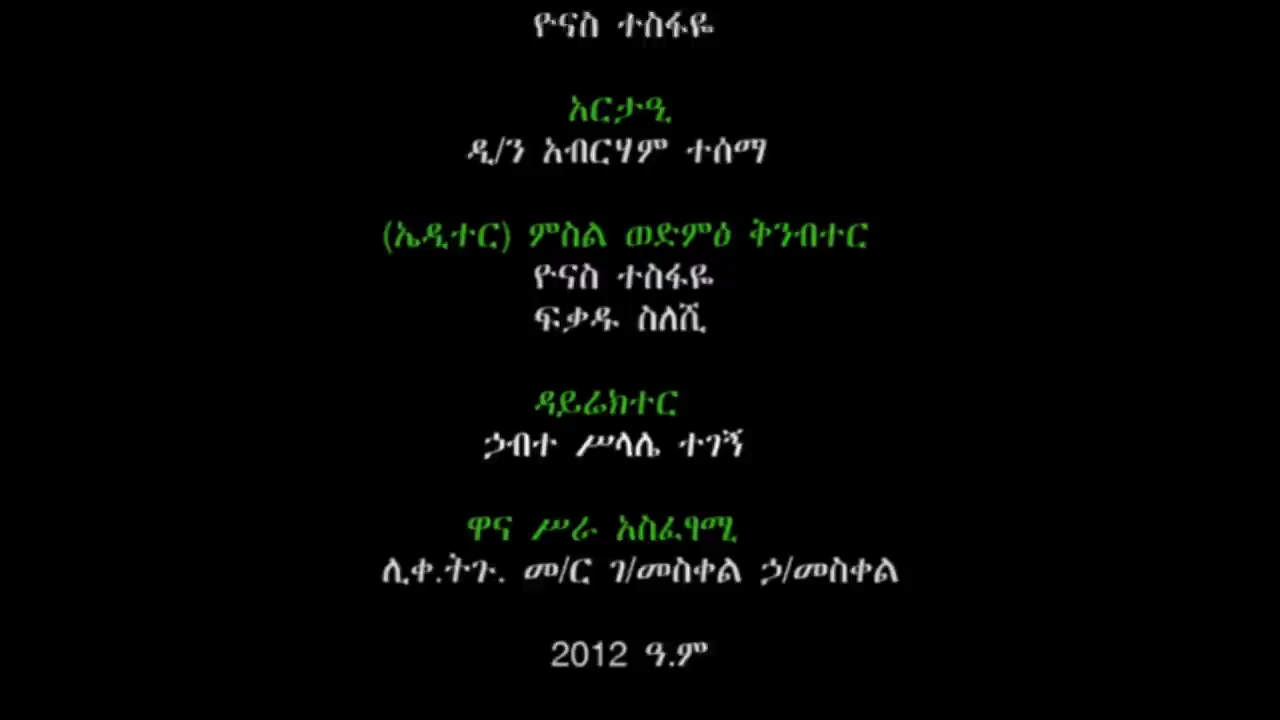 ዮናስ ተስፋዬ
አርታዒ
ዲ/ን አብርሃም ተሰማ
(ኤዲተር) ምስል ወድምፅ ቅንብተር
ዮናስ ተስፋዬ
ፍቃዱ ስለሺ
ዳይሬክተር
ኃብተ ሥላሴ ተገኝ
ዋና ሥራ አስፈፃሚ
ሊቀ.ትጉ. መ/ር ገ/መስቀል ኃ/መስቀል
2012 ዓ.ም